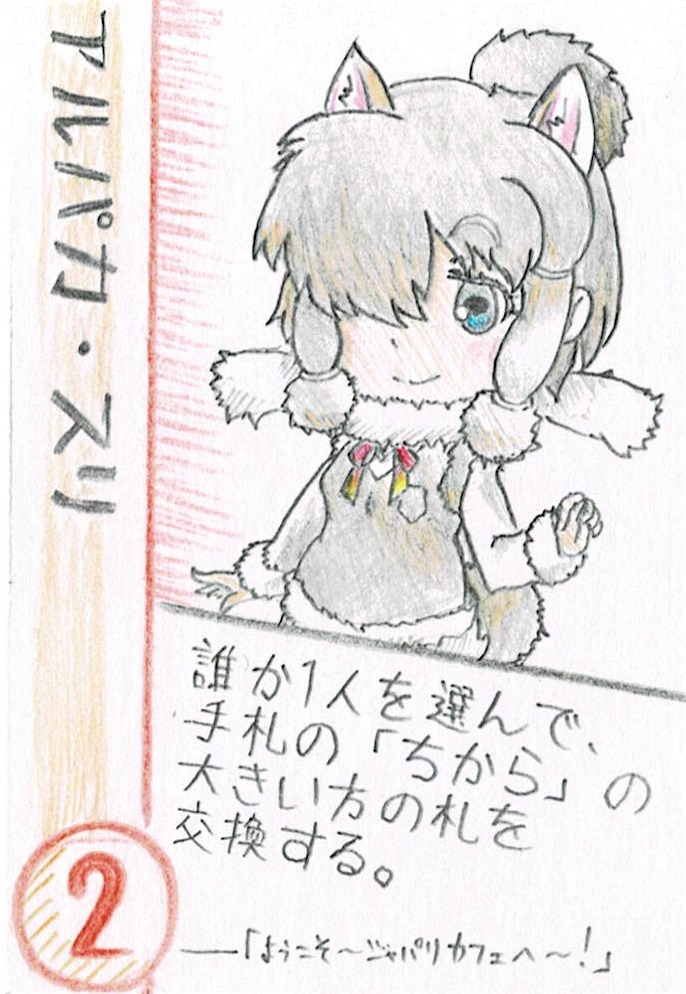 アルパカ・スリ
誰か1人を選んで、
手札の「ちから」の
大きい方の札を
交換する。
2
——「ようこそ〜ジャパリカフェへ〜！」